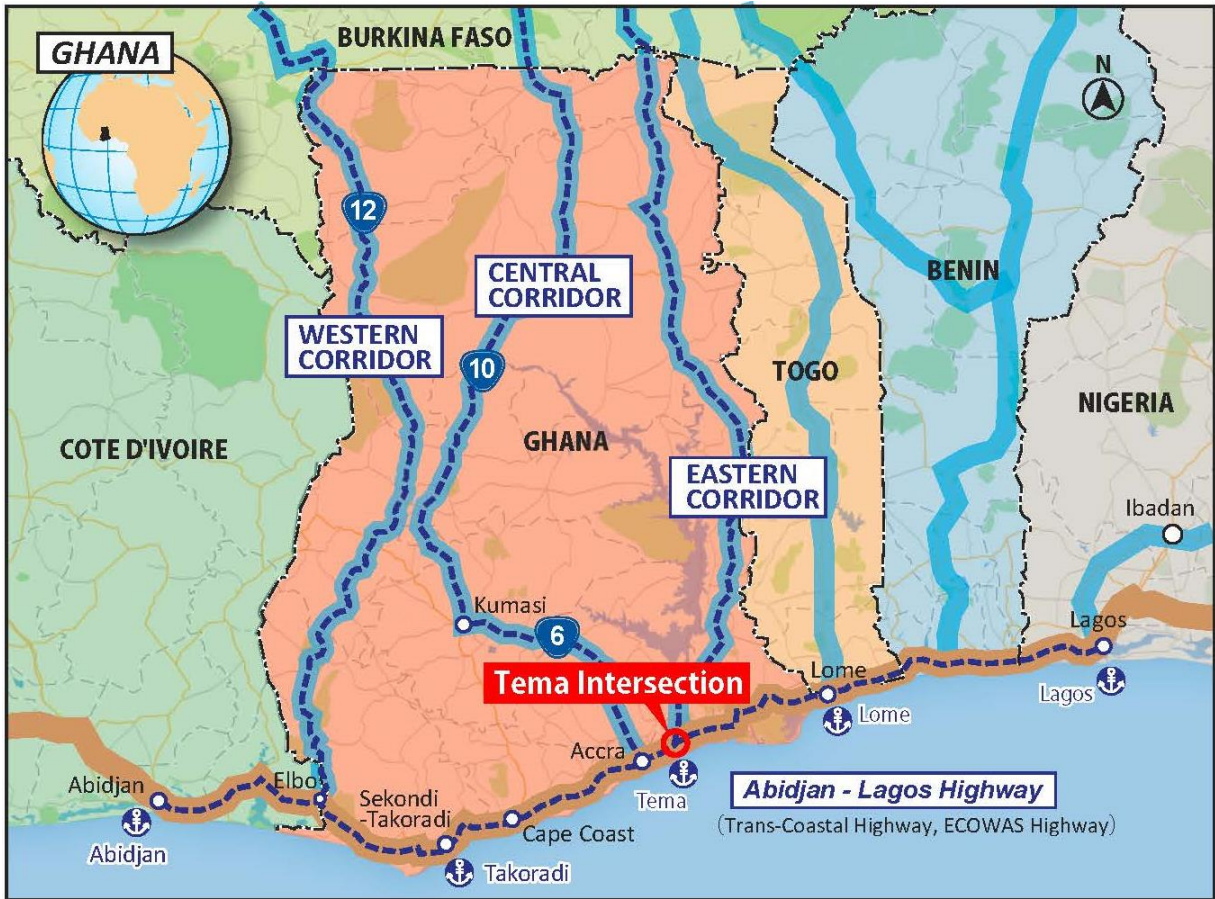 GHANA
BURKINA FASO
N
12
CENTRAL
CORRIDOR
BENIN
WESTERN
CORRIDOR
10
TOGO
NIGERIA
COTE D'IVOIRE
GHANA
EASTERN
CORRIDOR
Ibadan
Kumasi
6
Tema Intersection
Lome
Lagos
Lome
Lagos
Accra
Tema
Abidjan
Elbo
Sekondi
-Takoradi
Cape Coast
Abidjan
Takoradi
Abidjan - Lagos Highway
(Trans-Coastal Highway, ECOWAS Highway)